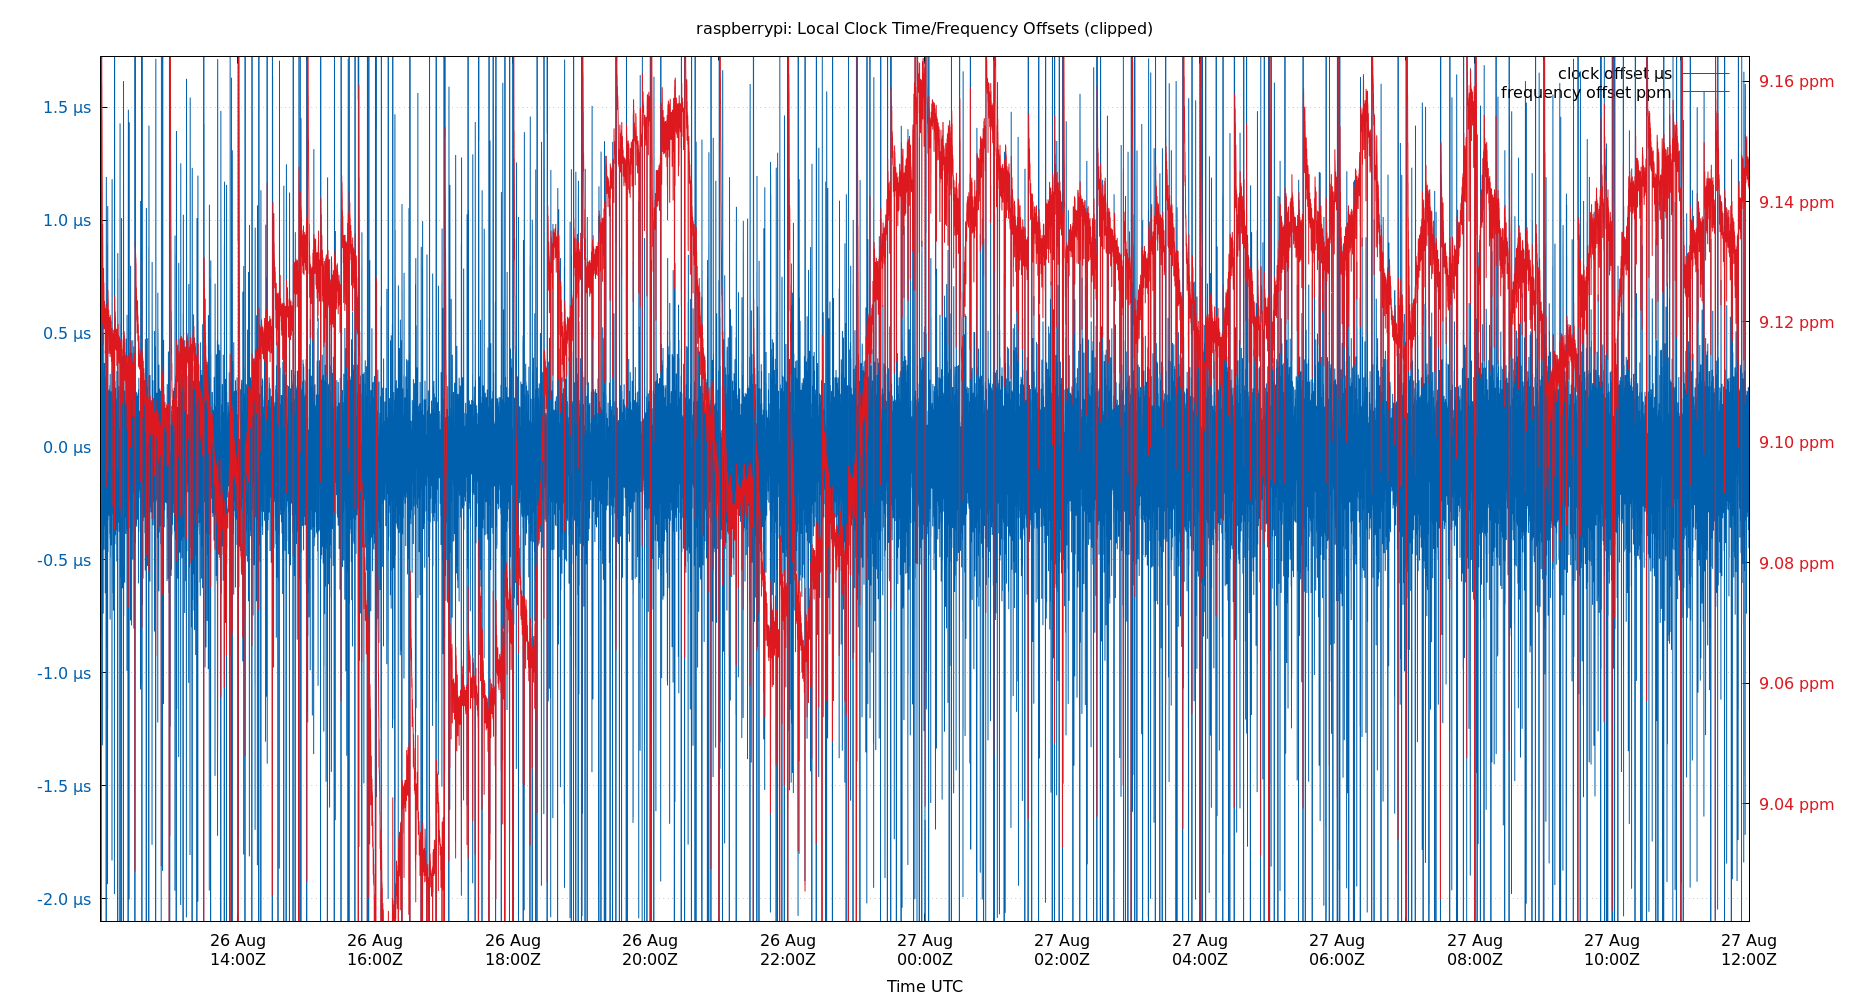 raspberrypi: Local Clock Time/Frequency Offsets (clipped)
clock offset µs
frequency offset ppm
1.5 µs
1.0 µs
0.5 µs
0.0 µs
-0.5 µs
-1.0 µs
-1.5 µs
-2.0 µs
9.16 ppm
9.14 ppm
9.12 ppm
9.10 ppm
9.08 ppm
9.06 ppm
9.04 ppm
26 Aug
14:00Z
26 Aug
16:00Z
26 Aug
18:00Z
26 Aug
20:00Z
26 Aug
22:00Z
27 Aug
00:00Z
27 Aug
02:00Z
27 Aug
04:00Z
27 Aug
06:00Z
27 Aug
08:00Z
27 Aug
10:00Z
27 Aug
12:00Z
Time UTC